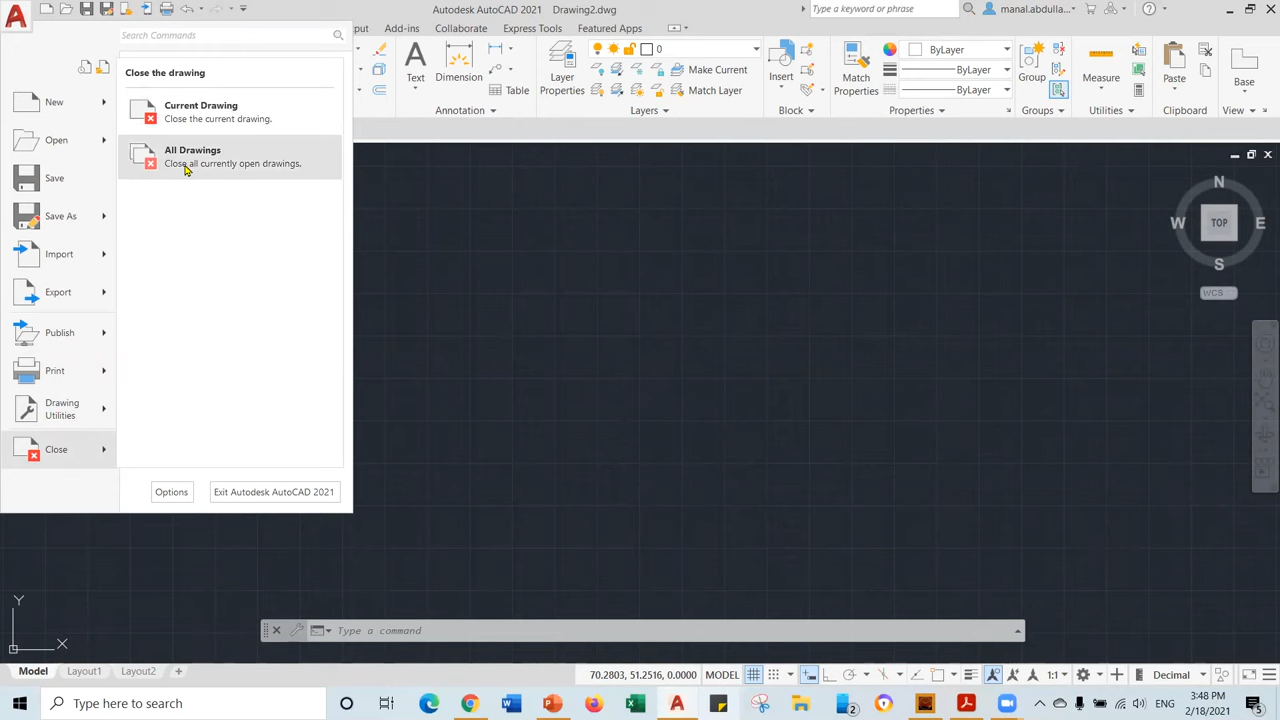 Autodesk AutoCAD 2021 Drawing2.dwg
Type a keyword or phrase
manal.abdulla...
Search Commands
Close the drawing
Current Drawing
Close the current drawing.
All Drawings
Close all currently open drawings.
New
Open
Save
Save As
Import
Export
Publish
Print
Drawing
Utilities
Close
Options
Exit Autodesk AutoCAD 2021
Collaborate
Express Tools
Featured Apps
Text
Dimension
Table
Annotation
Layer
Properties
0
Make Current
Match Layer
Layers
Insert
Block
Match
Properties
ByLayer
ByLayer
ByLayer
Properties
Group
Groups
Measure
Utilities
Paste
Clipboard
Base
View
N
W
TOP
E
S
WCS
Y
X
Type a command
Model
Layout1
Layout2
+
70.2803, 51.2516, 0.0000
MODEL
1:1
Decimal
Type here to search
2
ENG
3:48 PM
2/18/2021
5